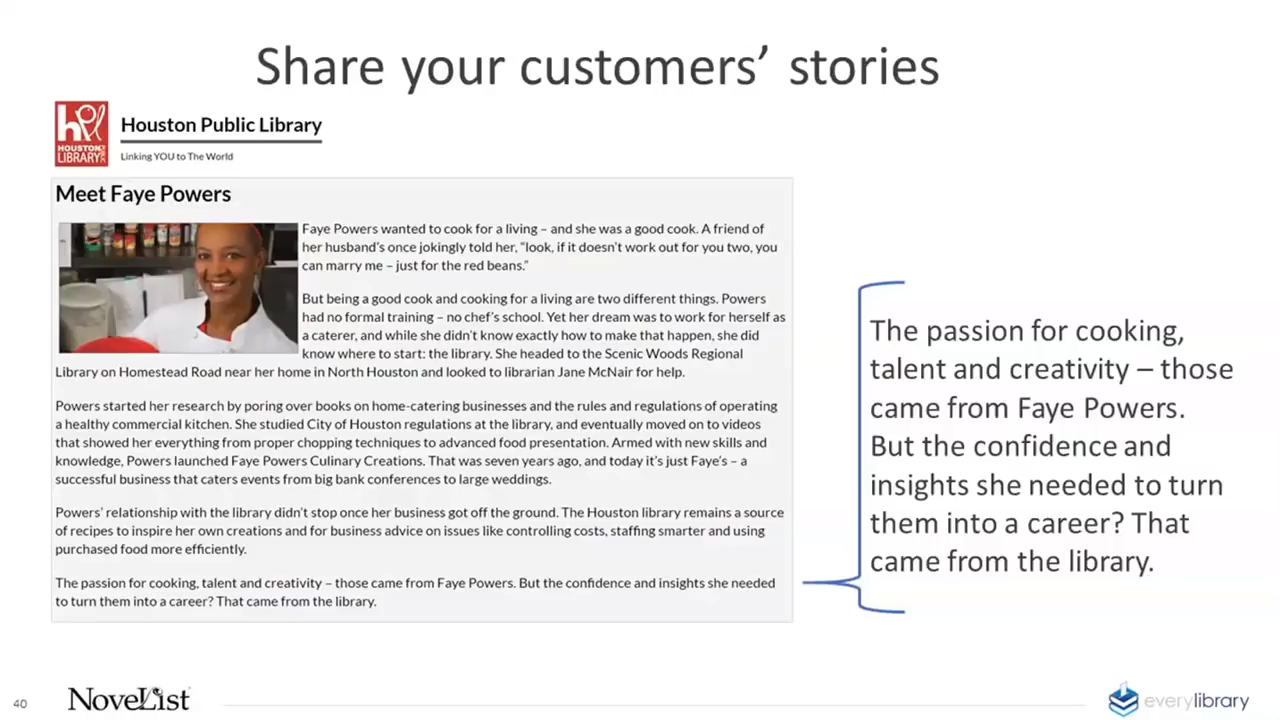 Share your customers’ stories
hpl
HOUSTON
LIBRARY
Houston Public Library
Linking YOU to The World
Meet Faye Powers
Faye Powers wanted to cook for a living – and she was a good cook. A friend of
her husband’s once jokingly told her, “look, if it doesn’t work out for you two, you
can marry me – just for the red beans.”
But being a good cook and cooking for a living are two different things. Powers
had no formal training – no chef’s school. Yet her dream was to work for herself as
a caterer, and while she didn’t know exactly how to make that happen, she did
know where to start: the library. She headed to the Scenic Woods Regional
Library on Homestead Road near her home in North Houston and looked to librarian Jane McNair for help.
Powers started her research by poring over books on home-catering businesses and the rules and regulations of operating
a healthy commercial kitchen. She studied City of Houston regulations at the library, and eventually moved on to videos
that showed her everything from proper chopping techniques to advanced food presentation. Armed with new skills and
knowledge, Powers launched Faye Powers Culinary Creations. That was seven years ago, and today it’s just Faye’s – a
successful business that caters events from big bank conferences to large weddings.
Powers’ relationship with the library didn’t stop once her business got off the ground. The Houston library remains a source
of recipes to inspire her own creations and for business advice on issues like controlling costs, staffing smarter and using
purchased food more efficiently.
The passion for cooking, talent and creativity – those came from Faye Powers. But the confidence and insights she needed
to turn them into a career? That came from the library.
The passion for cooking,
talent and creativity – those
came from Faye Powers.
But the confidence and
insights she needed to turn
them into a career? That
came from the library.
40
NoveList
everylibrary